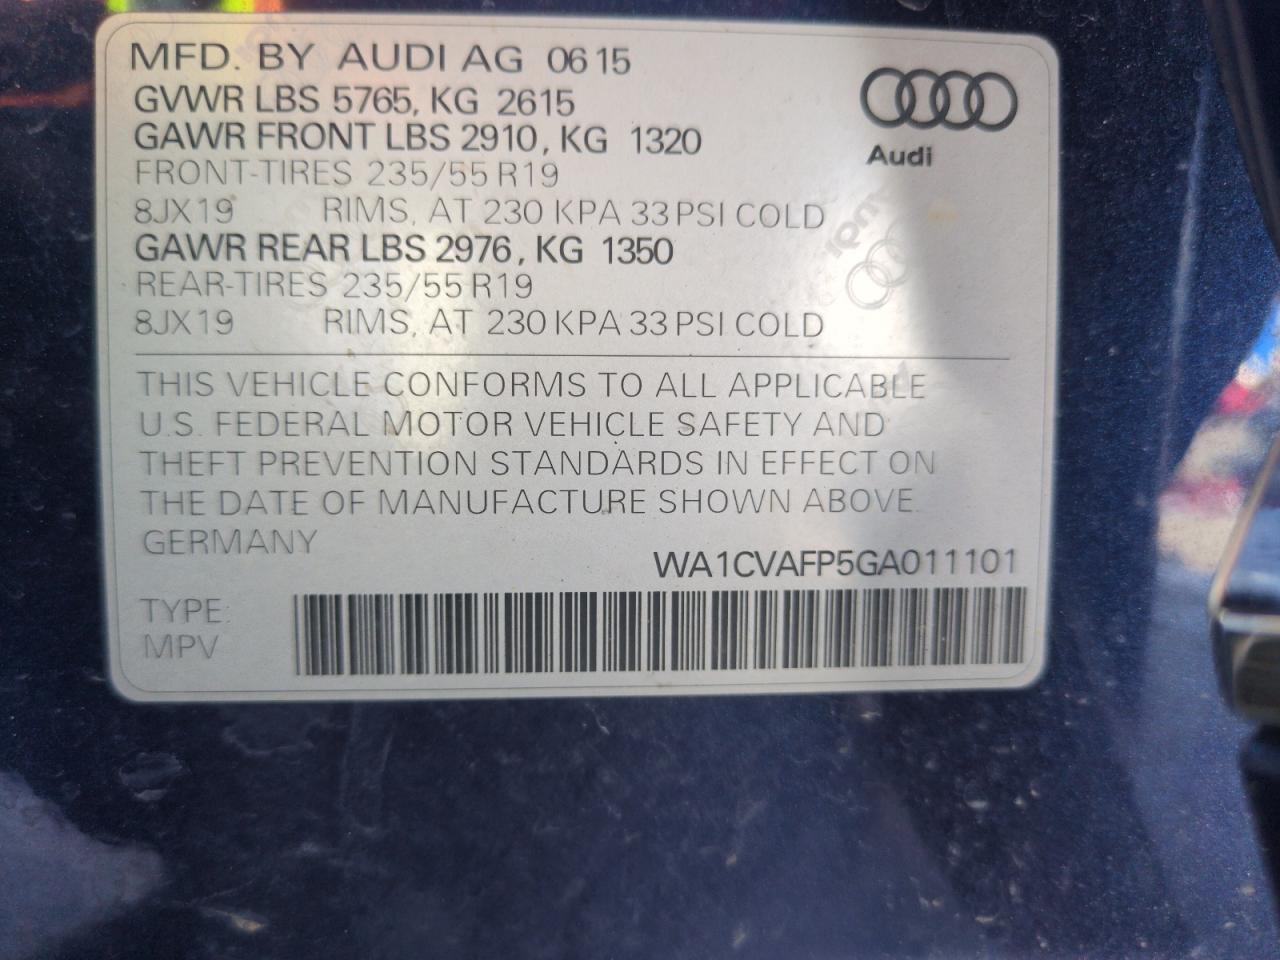 MFD. BY AUDI AG 06 15
GVWR LBS 5765, KG 2615
GAWR FRONT LBS 2910, KG 1320
FRONT-TIRES 235/55 R19
8JX19 RIMS, AT 230 KPA 33 PSI COLD
GAWR REAR LBS 2976, KG 1350
REAR-TIRES 235/55 R19
8JX19 RIMS, AT 230 KPA 33 PSI COLD
Audi
THIS VEHICLE CONFORMS TO ALL APPLICABLE
U.S. FEDERAL MOTOR VEHICLE SAFETY AND
THEFT PREVENTION STANDARDS IN EFFECT ON
THE DATE OF MANUFACTURE SHOWN ABOVE.
GERMANY
WA1CVAFP5GA011101
TYPE:
MPV